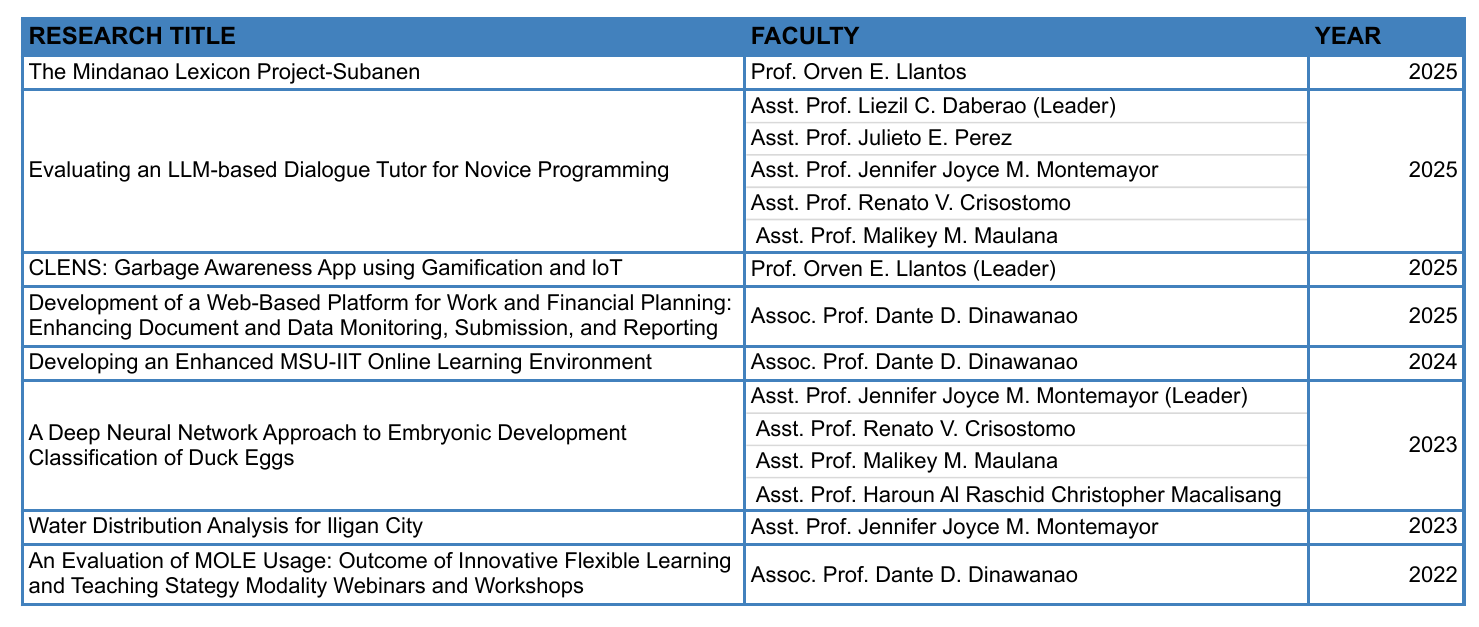 RESEARCH TITLE FACULTY YEAR
The Mindanao Lexicon Project-Subanen Prof. Orven E. Llantos 2025
Evaluating an LLM-based Dialogue Tutor for Novice Programming
Asst. Prof. Liezil C. Daberao (Leader)
Asst. Prof. Julieto E. Perez
Asst. Prof. Jennifer Joyce M. Montemayor
Asst. Prof. Renato V. Crisostomo
Asst. Prof. Malikey M. Maulana
2025
CLENS: Garbage Awareness App using Gamification and IoT Prof. Orven E. Llantos (Leader) 2025
Development of a Web-Based Platform for Work and Financial Planning:
Enhancing Document and Data Monitoring, Submission, and Reporting
Assoc. Prof. Dante D. Dinawanao 2025
Developing an Enhanced MSU-IIT Online Learning Environment Assoc. Prof. Dante D. Dinawanao 2024
A Deep Neural Network Approach to Embryonic Development
Classification of Duck Eggs
Asst. Prof. Jennifer Joyce M. Montemayor (Leader)
Asst. Prof. Renato V. Crisostomo
Asst. Prof. Malikey M. Maulana
Asst. Prof. Haroun Al Raschid Christopher Macalisang
2023
Water Distribution Analysis for Iligan City Asst. Prof. Jennifer Joyce M. Montemayor 2023
An Evaluation of MOLE Usage: Outcome of Innovative Flexible Learning
and Teaching Stategy Modality Webinars and Workshops
Assoc. Prof. Dante D. Dinawanao 2022